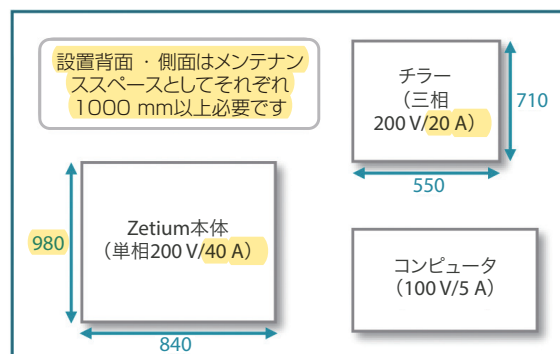 設置背面 ・ 側面はメンテナン
ススペースとしてそれぞれ
1000 mm以上必要です
チラー
（三相
200 V/20 A）
710
550
Zetium本体
（単相200 V/40 A）
980
840
コンピュータ
（100 V/5 A）